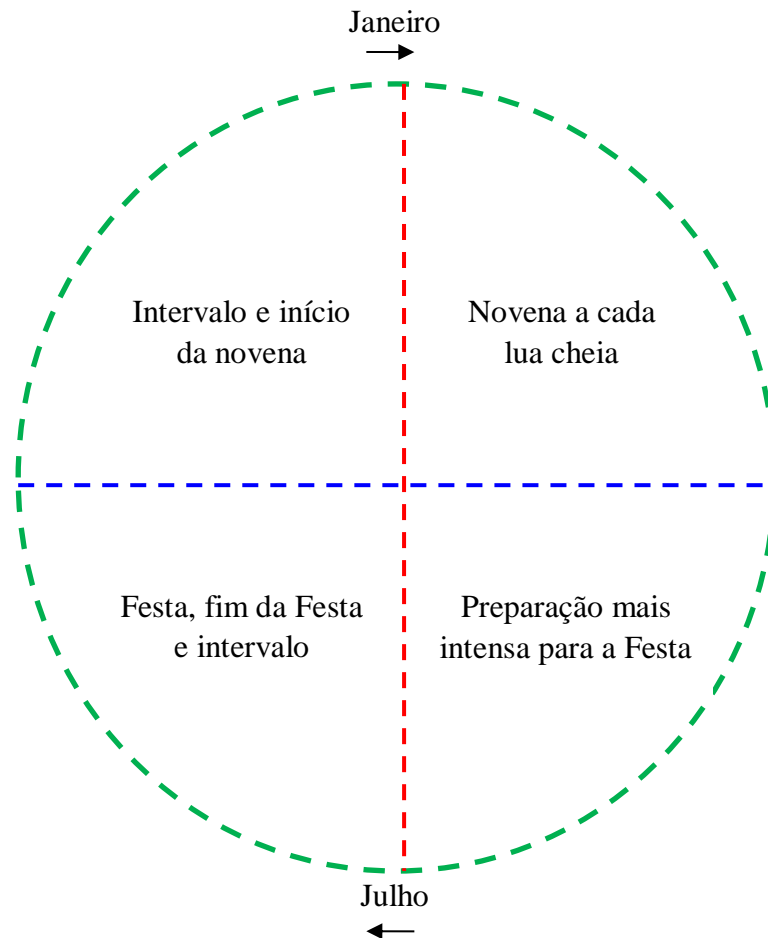 Janeiro
Intervalo e início
da novena
Novena a cada
lua cheia
Festa, fim da Festa
e intervalo
Preparação mais
intensa para a Festa
Julho